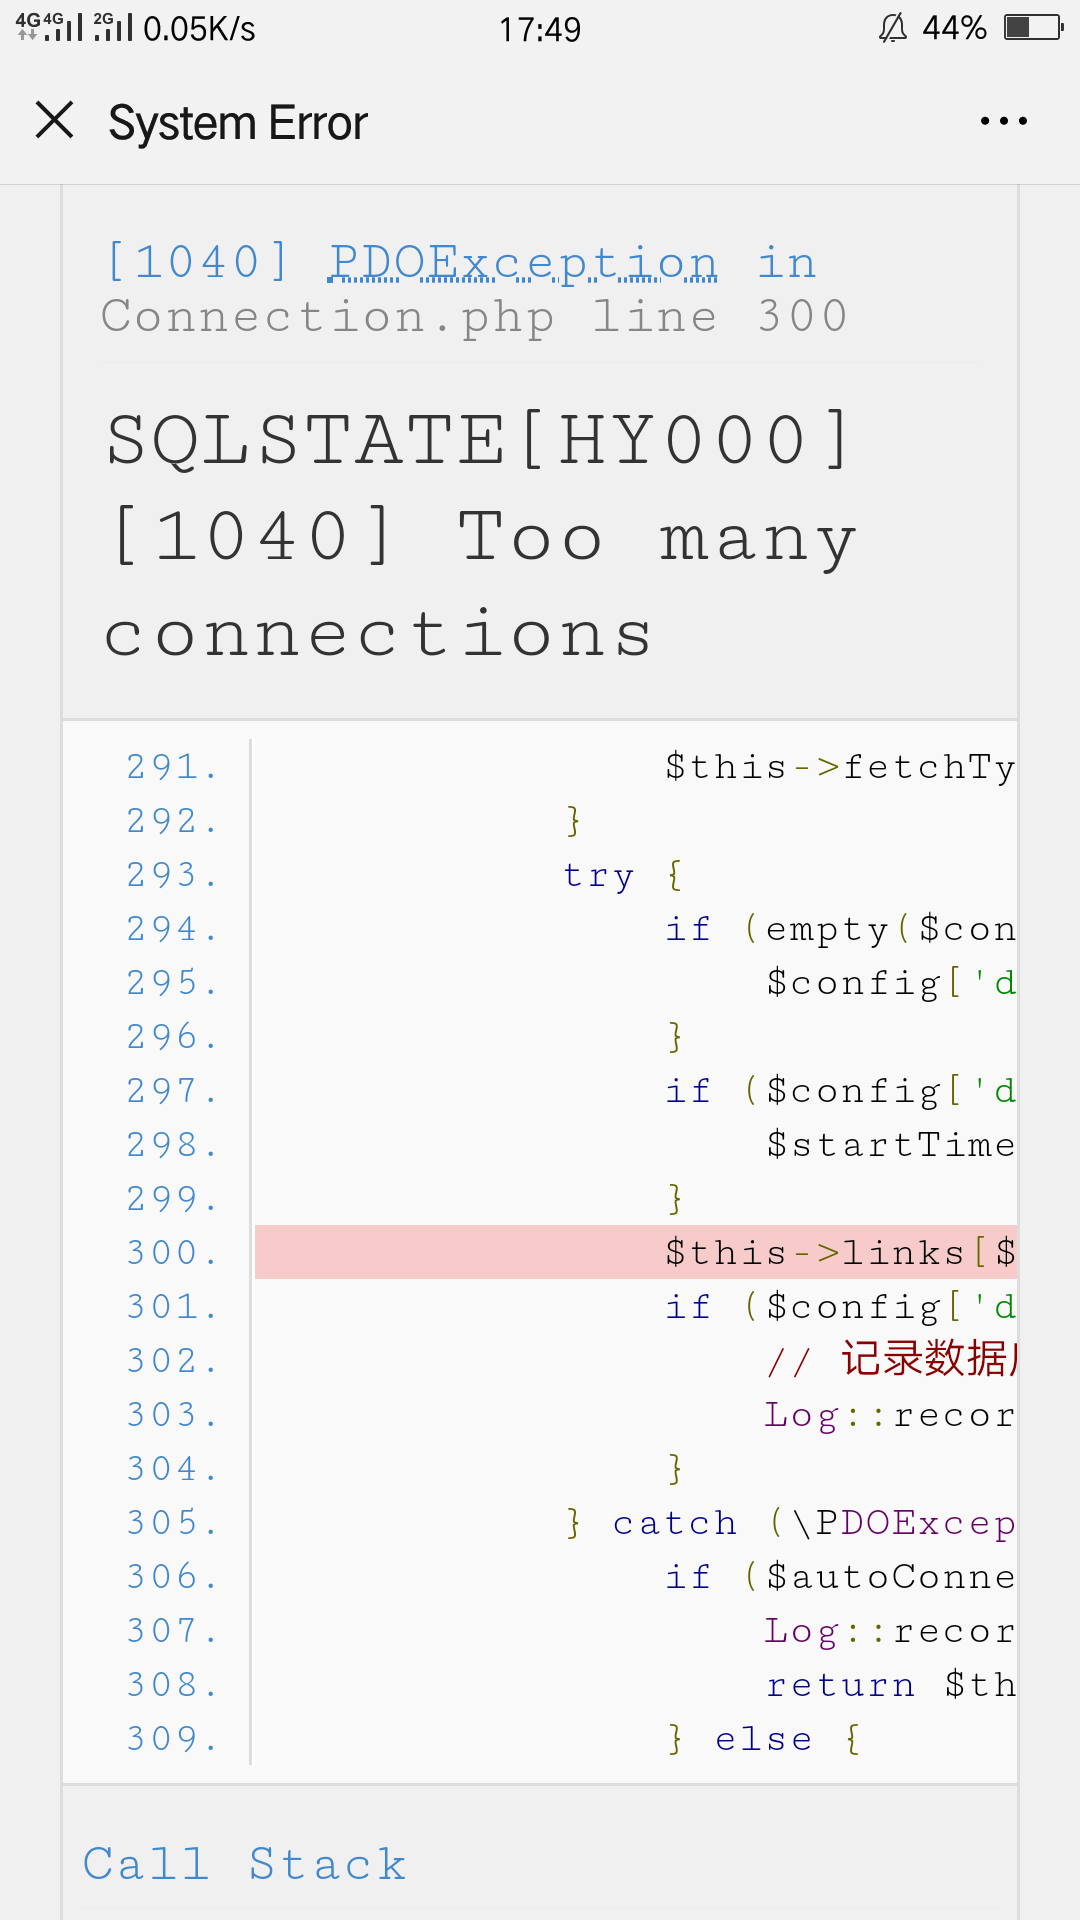 4G 4G 2G 0.05K/s 17:49 44%
System Error
[1040] PDOException in
Connection.php line 300
SQLSTATE[HY000]
[1040] Too many
connections
291. $this->fetchTy
292. }
293. try {
294. if (empty($con
295. $config['d
296. }
297. if ($config['d
298. $startTime
299. }
300. $this->links[$
301. if ($config['d
302. // 记录数据
303. Log::recor
304. }
305. } catch (\PDOExcep
306. if ($autoConne
307. Log::recor
308. return $th
309. } else {
Call Stack